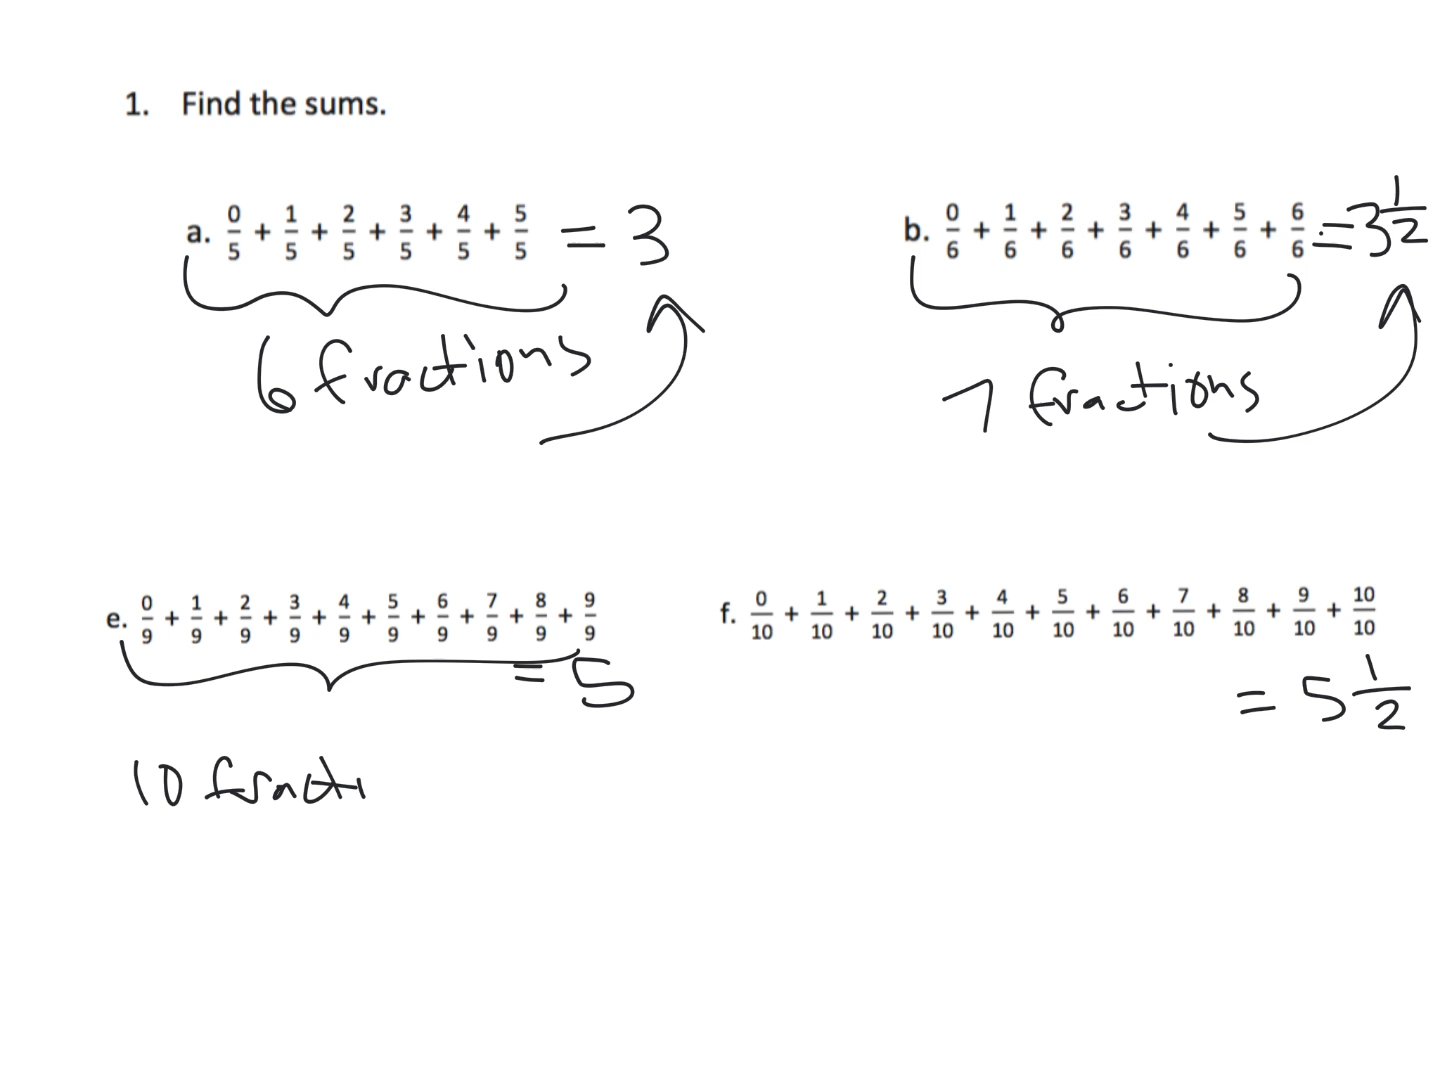 1. Find the sums.
a. 0/5 + 1/5 + 2/5 + 3/5 + 4/5 + 5/5 = 3
b. 0/6 + 1/6 + 2/6 + 3/6 + 4/6 + 5/6 + 6/6 = 3 1/2
6 fractions
7 fractions
e. 0/9 + 1/9 + 2/9 + 3/9 + 4/9 + 5/9 + 6/9 + 7/9 + 8/9 + 9/9
= 5
f. 0/10 + 1/10 + 2/10 + 3/10 + 4/10 + 5/10 + 6/10 + 7/10 + 8/10 + 9/10 + 10/10
= 5 1/2
10 fracti